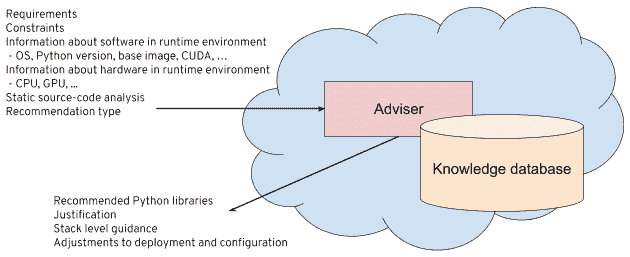 Requirements
Constraints
Information about software in runtime environment
- OS, Python version, base image, CUDA, ...
Information about hardware in runtime environment
- CPU, GPU, ...
Static source-code analysis
Recommendation type
Adviser
Knowledge database
Recommended Python libraries
Justification
Stack level guidance
Adjustments to deployment and configuration